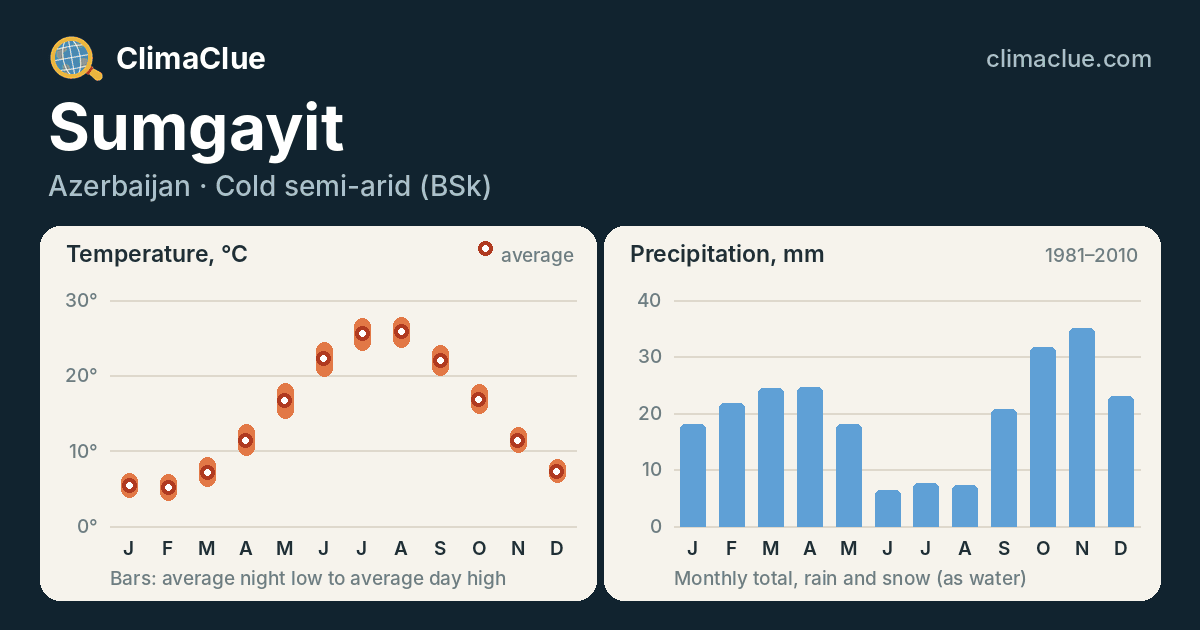 ClimaClue
climaclue.com
Sumgayit
Azerbaijan · Cold semi-arid (BSk)
Temperature, °C
average
30°
20°
10°
0°
J F M A M J J A S O N D
Bars: average night low to average day high
Precipitation, mm
1981–2010
40
30
20
10
0
J F M A M J J A S O N D
Monthly total, rain and snow (as water)